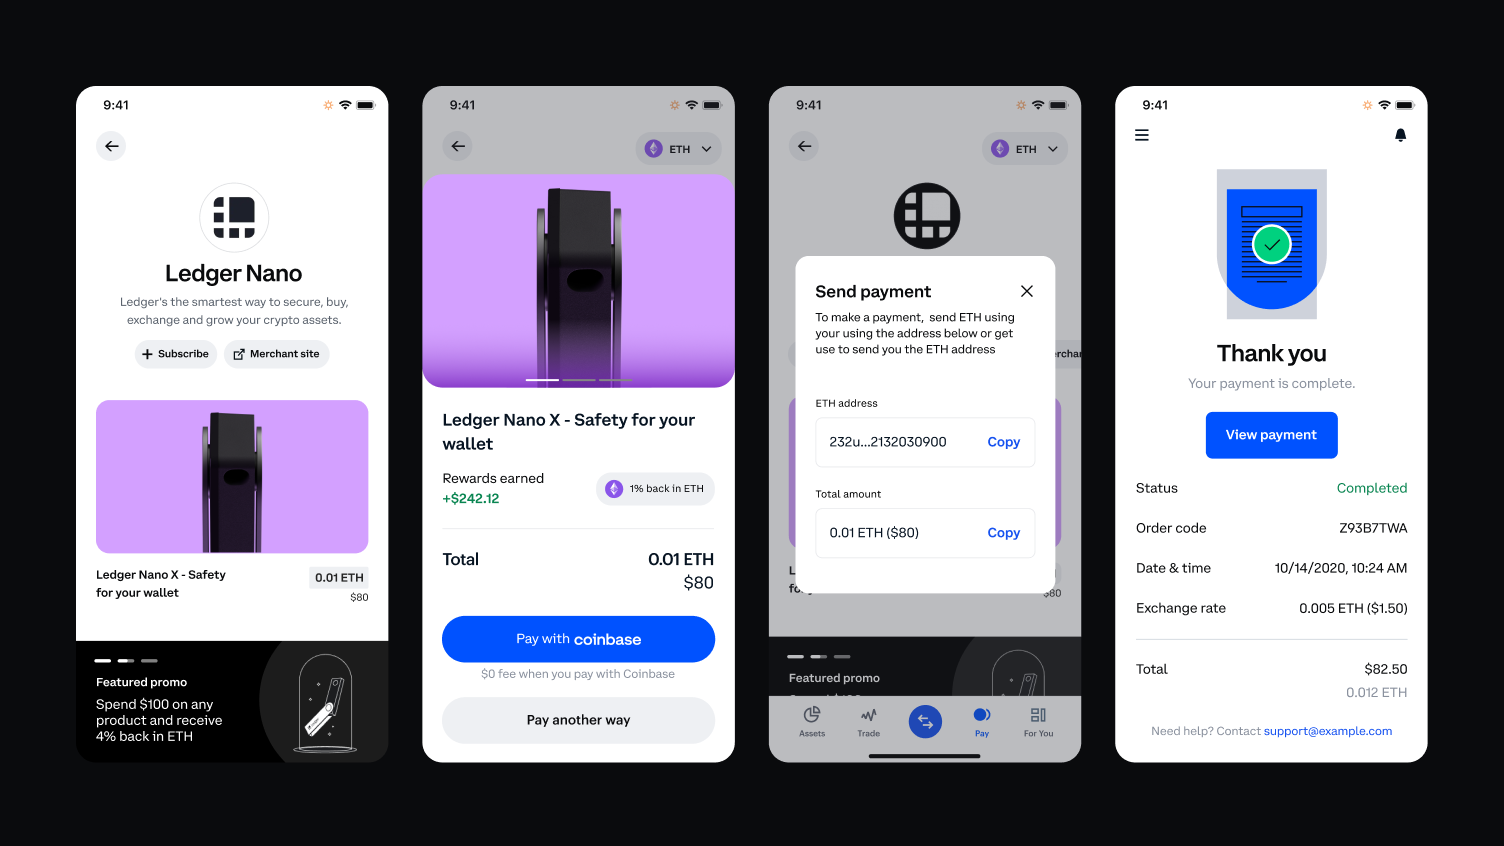 9:41
Ledger Nano
Ledger's the smartest way to secure, buy,
exchange and grow your crypto assets.
Subscribe
Merchant site
Ledger Nano X - Safety
for your wallet
0.01 ETH
$80
Featured promo
Spend $100 on any
product and receive
4% back in ETH
9:41
ETH
Ledger Nano X - Safety for your
wallet
Rewards earned
+$242.12
1% back in ETH
Total
0.01 ETH
$80
Pay with coinbase
$0 fee when you pay with Coinbase
Pay another way
9:41
ETH
Send payment
To make a payment, send ETH using
your using the address below or get
use to send you the ETH address
ETH address
232u...2132030900
Copy
Total amount
0.01 ETH ($80)
Copy
$80
Featured promo
Assets
Trade
Pay
For You
9:41
Thank you
Your payment is complete.
View payment
Status
Completed
Order code
Z93B7TWA
Date & time
10/14/2020, 10:24 AM
Exchange rate
0.005 ETH ($1.50)
Total
$82.50
0.012 ETH
Need help? Contact support@example.com